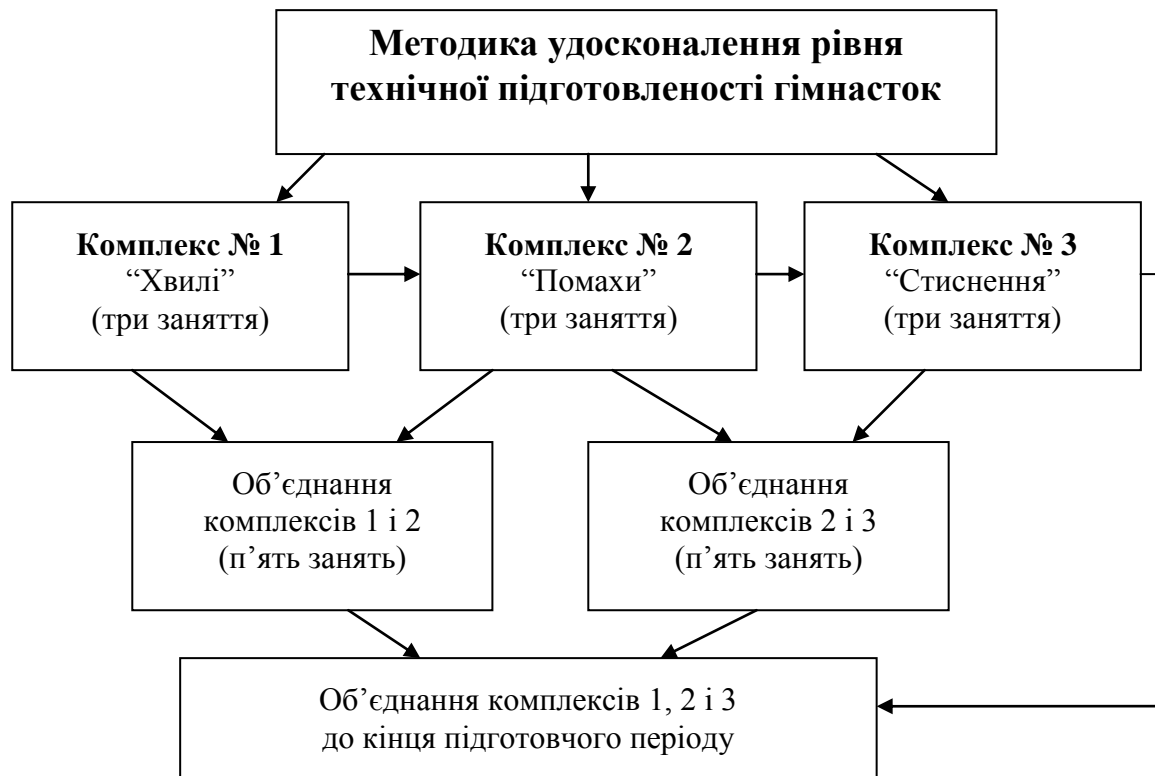 Методика удосконалення рівня
технічної підготовленості гімнасток
Комплекс № 1
“Хвилі”
(три заняття)
Комплекс № 2
“Помахи”
(три заняття)
Комплекс № 3
“Стиснення”
(три заняття)
Об’єднання
комплексів 1 і 2
(п’ять занять)
Об’єднання
комплексів 2 і 3
(п’ять занять)
Об’єднання комплексів 1, 2 і 3
до кінця підготовчого періоду